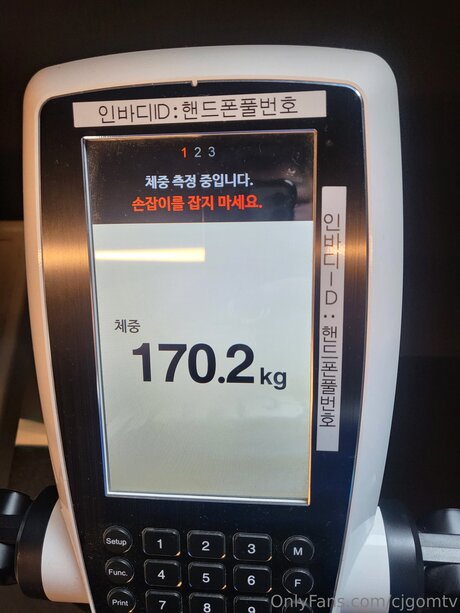 인바디ID:핸드폰풀번호
1 2 3
체중 측정 중입니다.
손잡이를 잡지 마세요.
체중
170.2 kg
인바디ID:핸드폰풀번호
Setup 1 2 3 M
Func. 4 5 6 F
Print 7 8 9
OnlyFans.com/cjgomtv